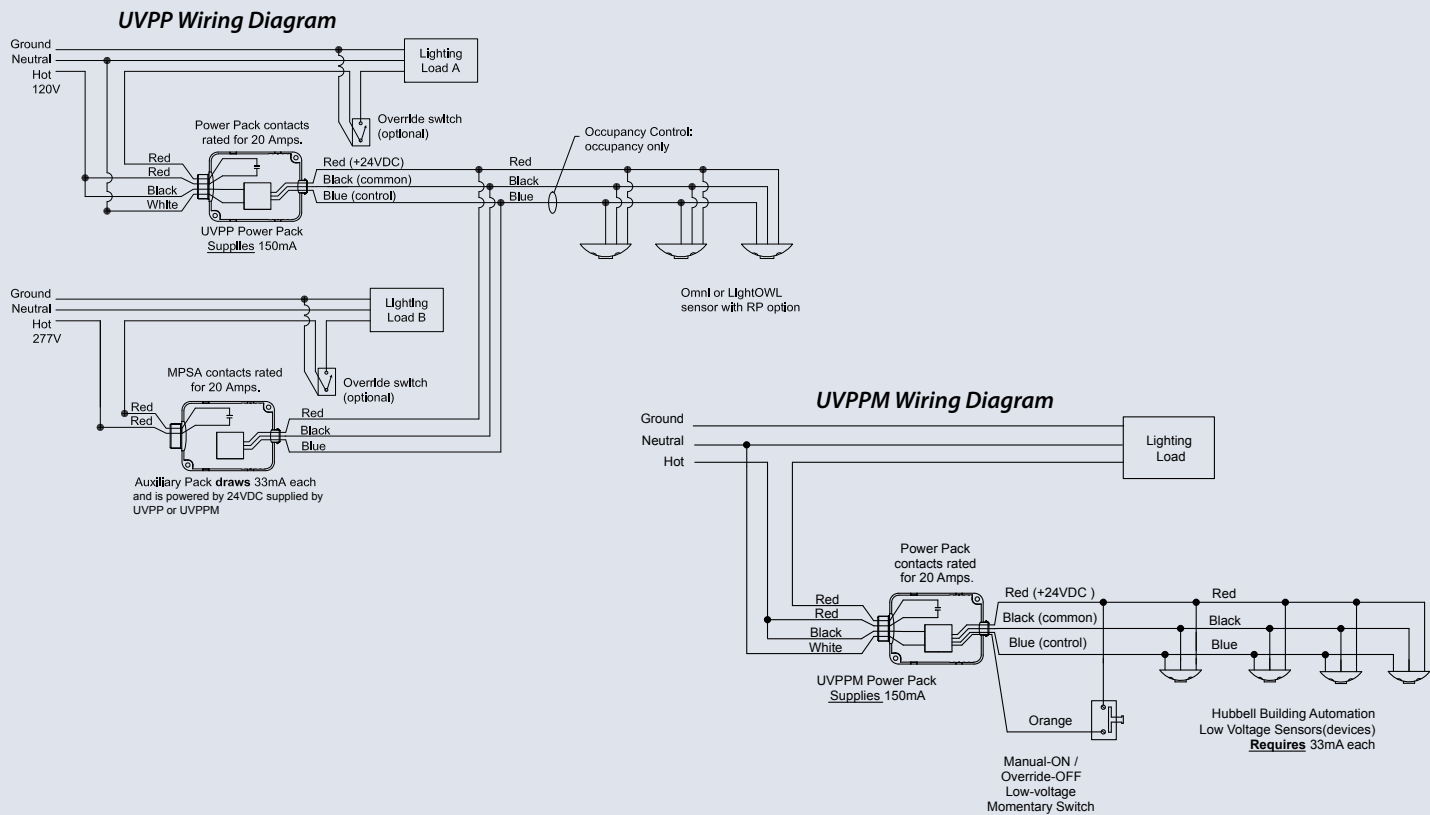 UVPP Wiring Diagram
Ground
Neutral
Hot
120V
Lighting
Load A
Override switch
(optional)
Power Pack contacts
rated for 20 Amps.
Red
Red
Black
White
Red (+24VDC)
Black (common)
Blue (control)
Red
Black
Blue
Occupancy Control:
occupancy only
UVPP Power Pack
Supplies 150mA
Omni or LightOWL
sensor with RP option
Ground
Neutral
Hot
277V
Lighting
Load B
Override switch
(optional)
MPSA contacts rated
for 20 Amps.
Red
Red
Red
Black
Blue
Auxiliary Pack draws 33mA each
and is powered by 24VDC supplied by
UVPP or UVPPM
UVPPM Wiring Diagram
Ground
Neutral
Hot
Lighting
Load
Power Pack
contacts rated
for 20 Amps.
Red
Red
Black
White
Red (+24VDC )
Black (common)
Blue (control)
Red
Black
Blue
UVPPM Power Pack
Supplies 150mA
Orange
Manual-ON /
Override-OFF
Low-voltage
Momentary Switch
Hubbell Building Automation
Low Voltage Sensors(devices)
Requires 33mA each